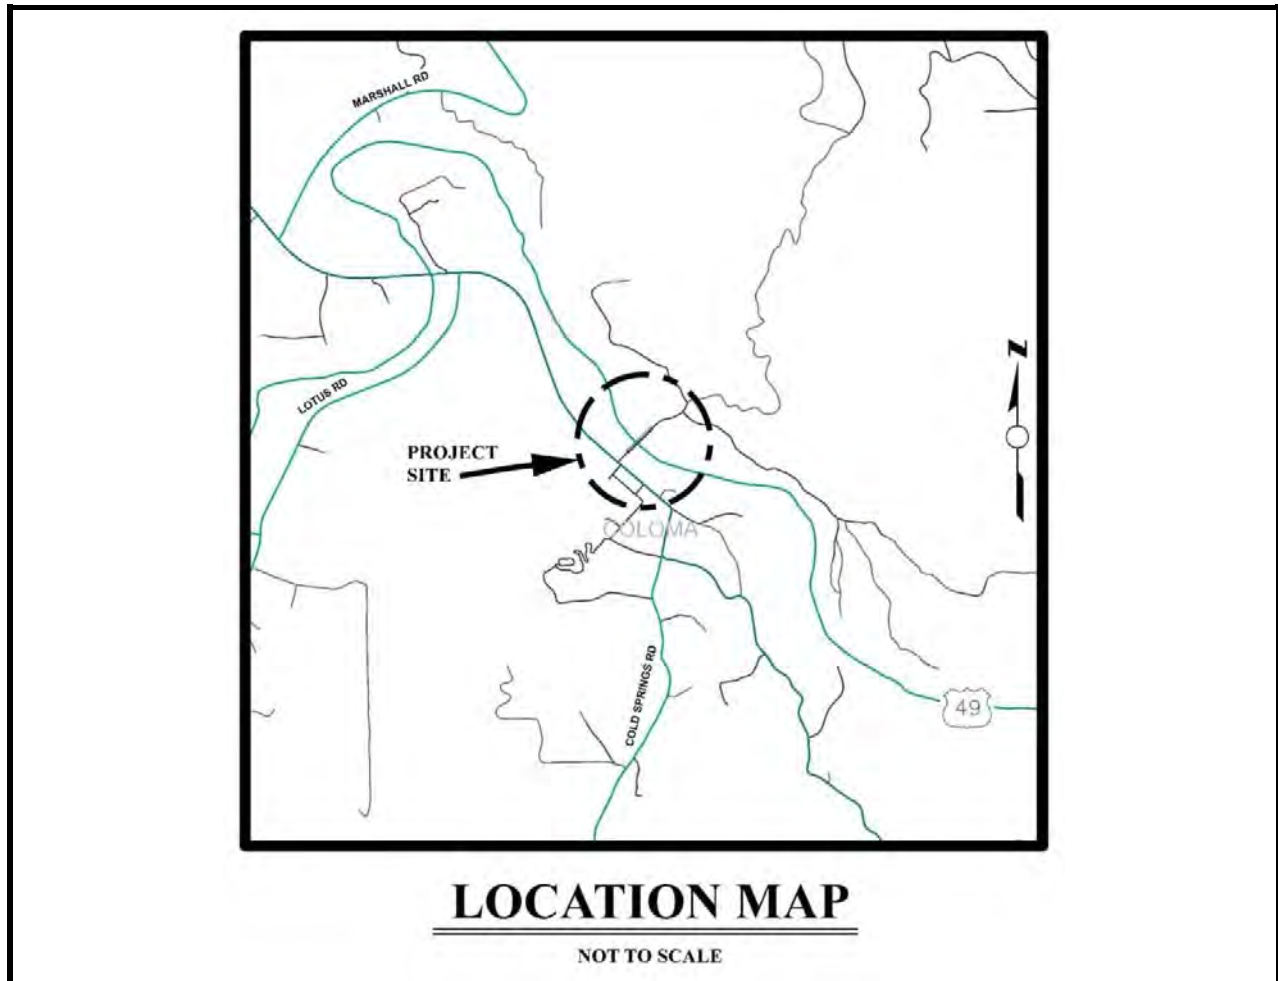 MARSHALL RD
LOTUS RD
N
PROJECT
SITE
COLOMA
COLD SPRINGS RD
49
LOCATION MAP
NOT TO SCALE